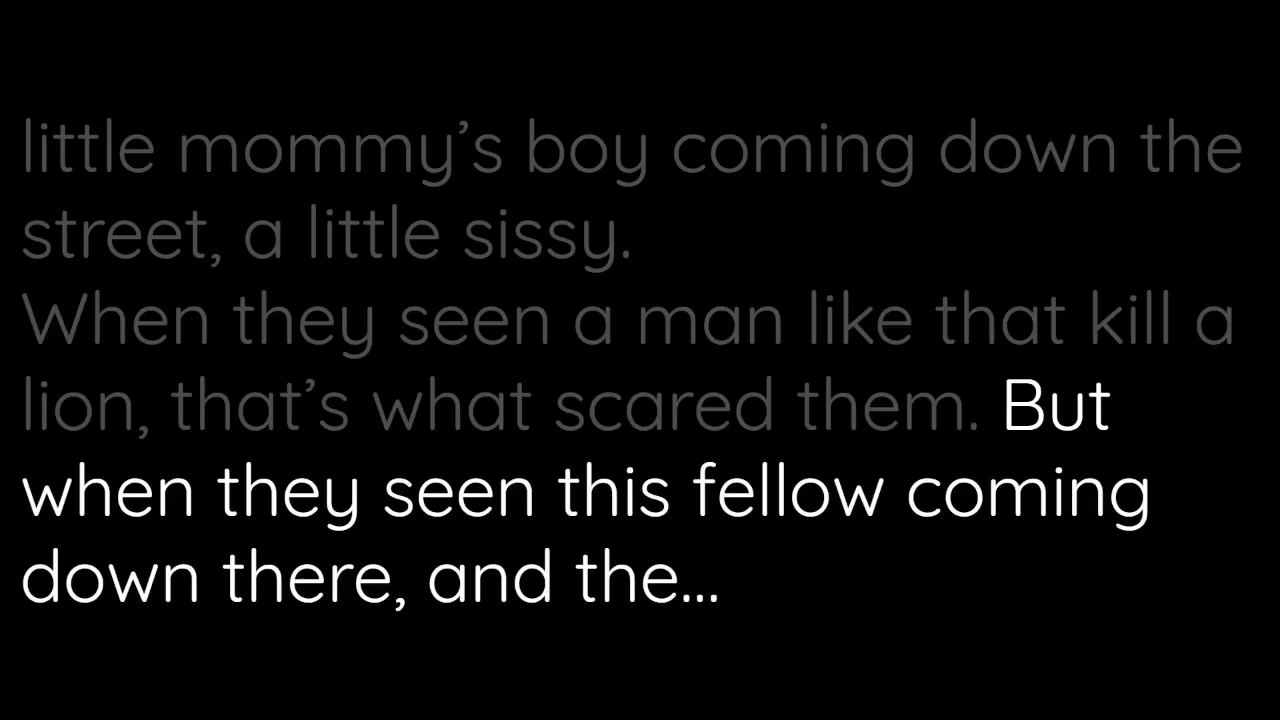 little mommy’s boy coming down the
street, a little sissy.
When they seen a man like that kill a
lion, that’s what scared them. But
when they seen this fellow coming
down there, and the...